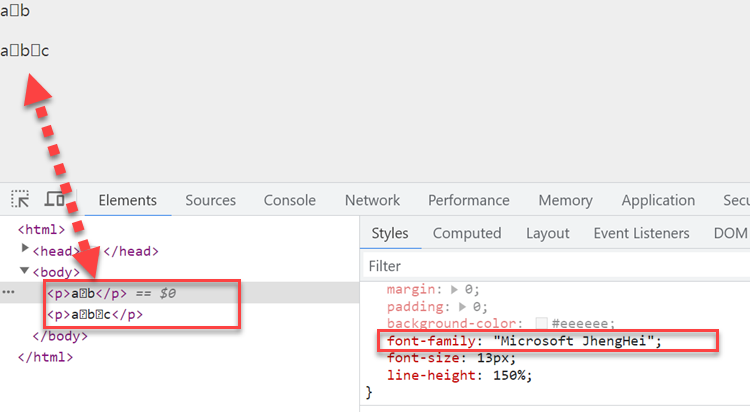 a□b
a□b□c
Elements Sources Console Network Performance Memory Application Secu
<html>
<head> </head>
<body>
<p>a□b</p> == $0
<p>a□b□c</p>
</body>
</html>
Styles Computed Layout Event Listeners DOM
Filter
margin: 0;
padding: 0;
background-color: #eeeeee;
font-family: "Microsoft JhengHei";
font-size: 13px;
line-height: 150%;
}